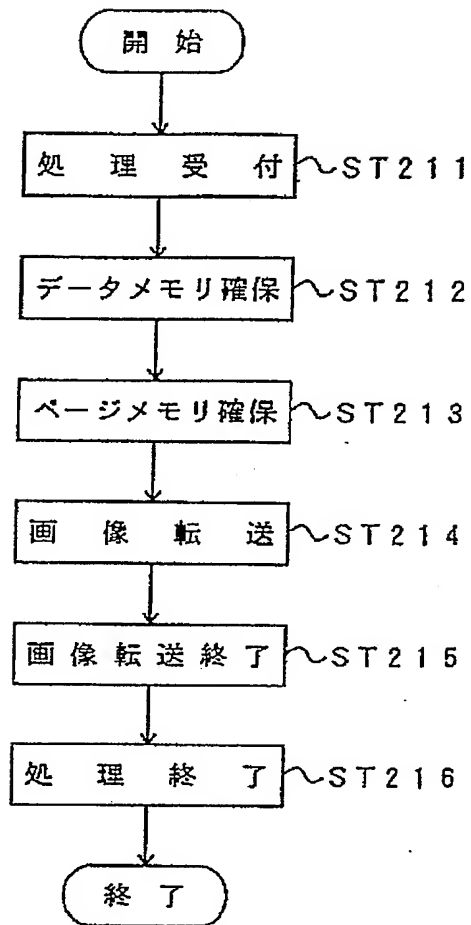 開始
処理受付 ST211
データメモリ確保 ST212
ページメモリ確保 ST213
画像転送 ST214
画像転送終了 ST215
処理終了 ST216
終了